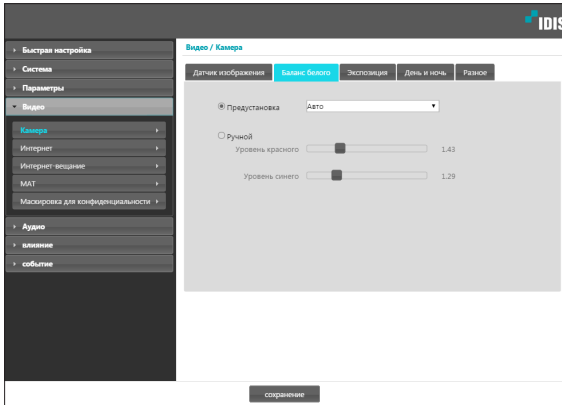 IDIS
Быстрая настройка
Система
Параметры
Видео
Камера
Интернет
Интернет-вещание
MAT
Маскировка для конфиденциальности
Аудио
влияние
событие
Видео / Камера
Датчик изображения Баланс белого Экспозиция День и ночь Разное
Предустановка Авто
Ручной
Уровень красного 1.43
Уровень синего 1.29
сохранение